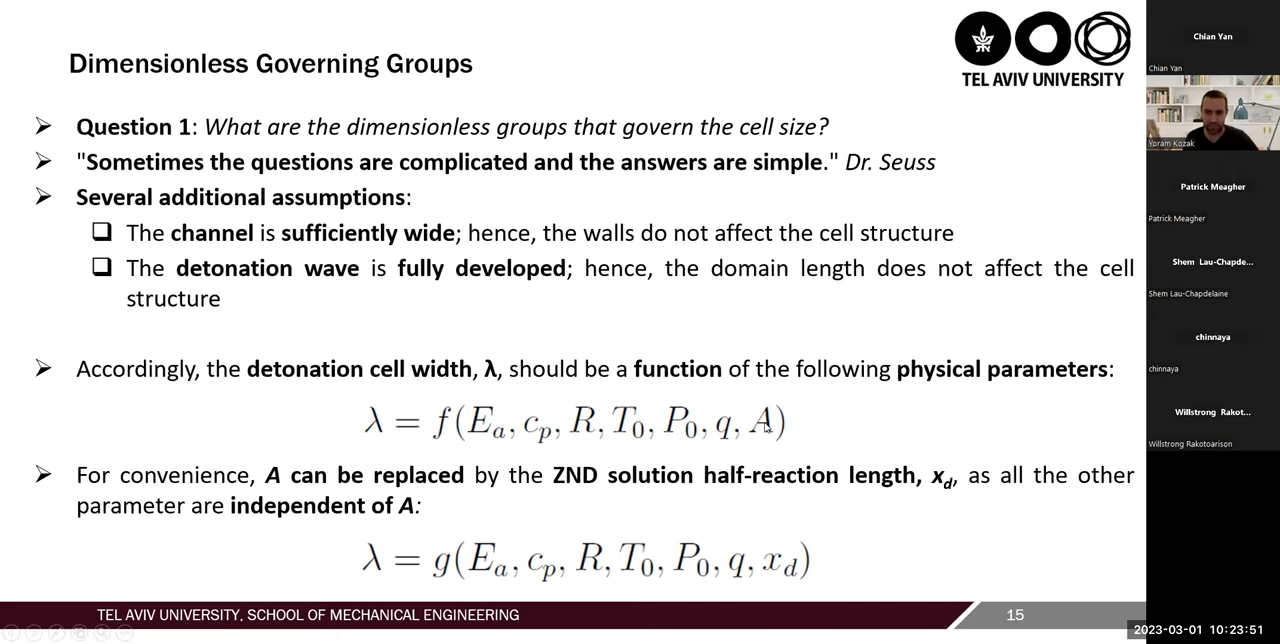 Dimensionless Governing Groups
TEL AVIV UNIVERSITY
Question 1: What are the dimensionless groups that govern the cell size?
"Sometimes the questions are complicated and the answers are simple." Dr. Seuss
Several additional assumptions:
The channel is sufficiently wide; hence, the walls do not affect the cell structure
The detonation wave is fully developed; hence, the domain length does not affect the cell
structure
Accordingly, the detonation cell width, λ, should be a function of the following physical parameters:
λ = f(Eₐ, cₚ, R, T₀, P₀, q, A)
For convenience, A can be replaced by the ZND solution half-reaction length, x_d, as all the other
parameter are independent of A:
λ = g(Eₐ, cₚ, R, T₀, P₀, q, x_d)
TEL AVIV UNIVERSITY, SCHOOL OF MECHANICAL ENGINEERING
15
Chian Yan
Chian Yan
Yoram Kozak
Patrick Meagher
Patrick Meagher
Shem Lau-Chapde...
Shem Lau-Chapdelaine
chinnaya
chinnaya
Willstrong Rakot...
Willstrong Rakotoarison
2023-03-01 10:23:51